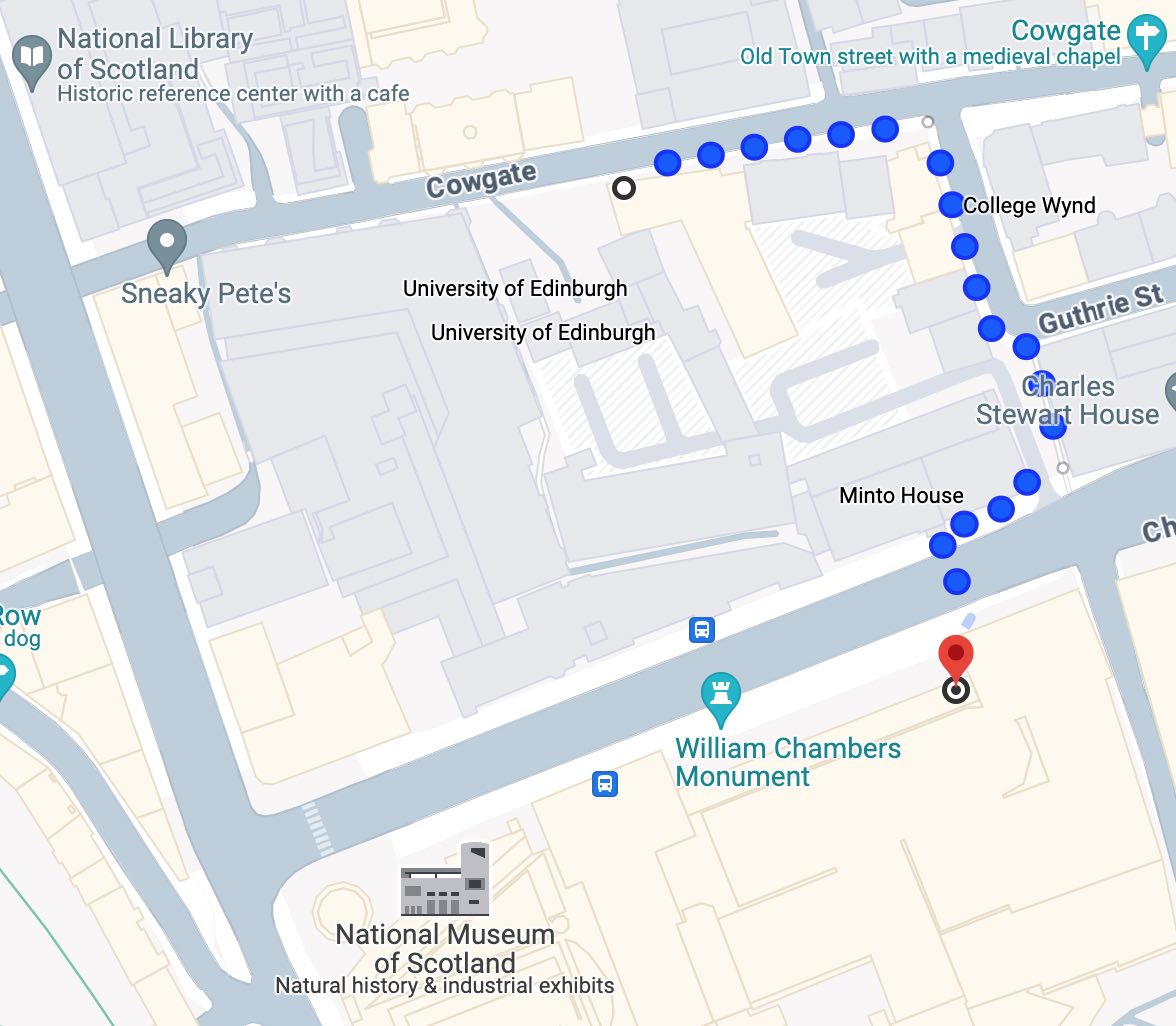 National Library
of Scotland
Historic reference center with a cafe
Cowgate
Old Town street with a medieval chapel
Cowgate
College Wynd
Sneaky Pete's
University of Edinburgh
University of Edinburgh
Guthrie St
Charles
Stewart House
Minto House
Ch
Row
dog
William Chambers
Monument
National Museum
of Scotland
Natural history & industrial exhibits